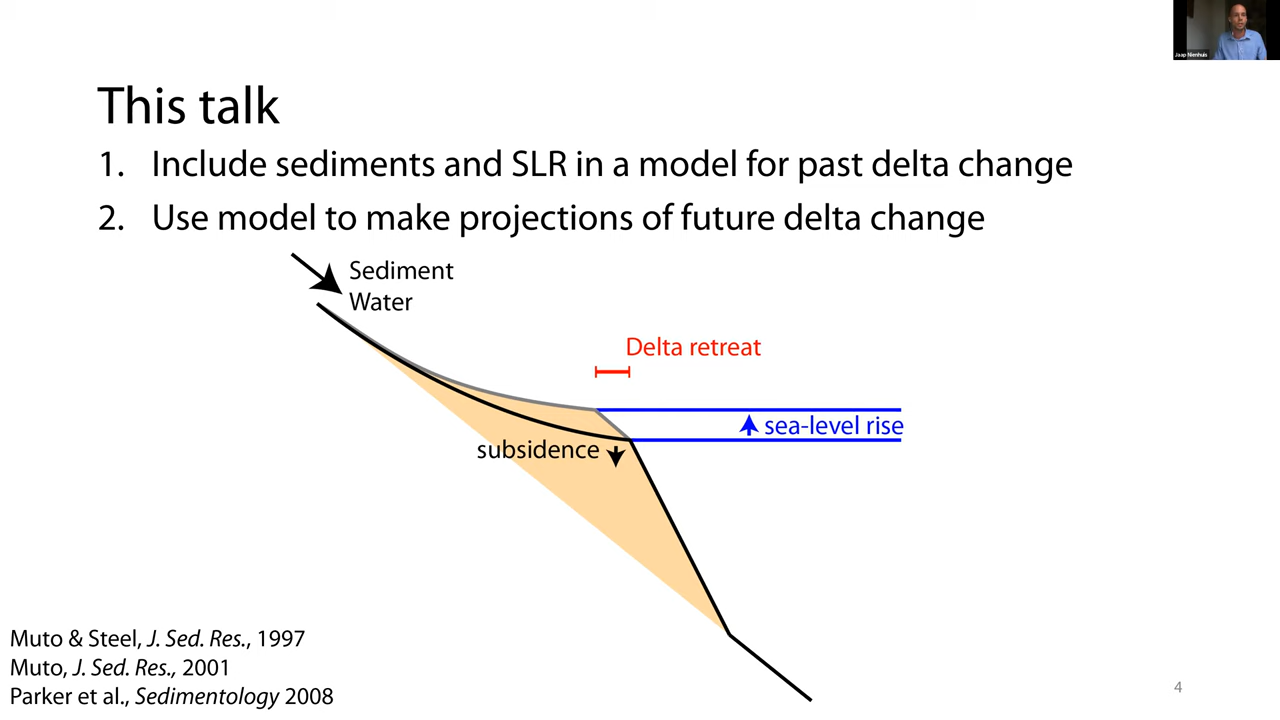 Jaap Nienhuis
This talk
1. Include sediments and SLR in a model for past delta change
2. Use model to make projections of future delta change
Sediment
Water
Delta retreat
sea-level rise
subsidence
Muto & Steel, J. Sed. Res., 1997
Muto, J. Sed. Res., 2001
Parker et al., Sedimentology 2008
4